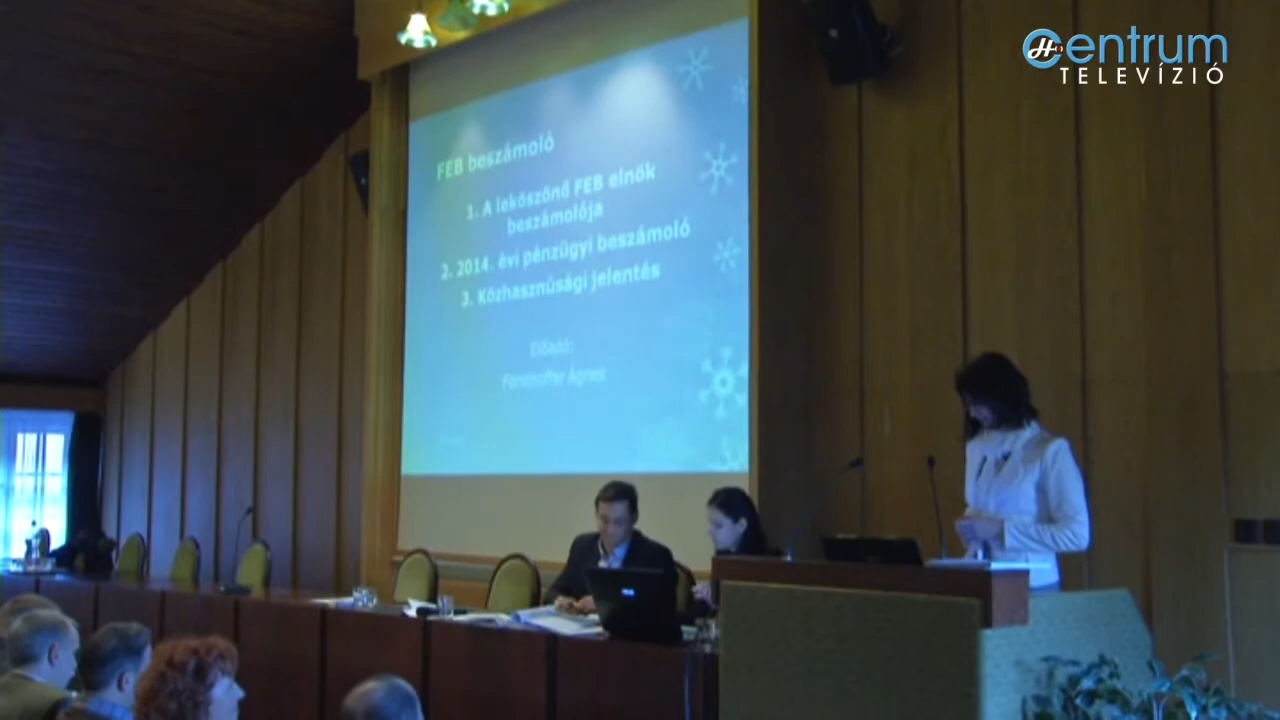 Centrum
TELEVÍZIÓ
FEB beszámoló
1. A leköszönő FEB elnök
beszámolója
2. 2014. évi pénzügyi beszámoló
3. Közhasznúsági jelentés
Előadó:
Ágnes